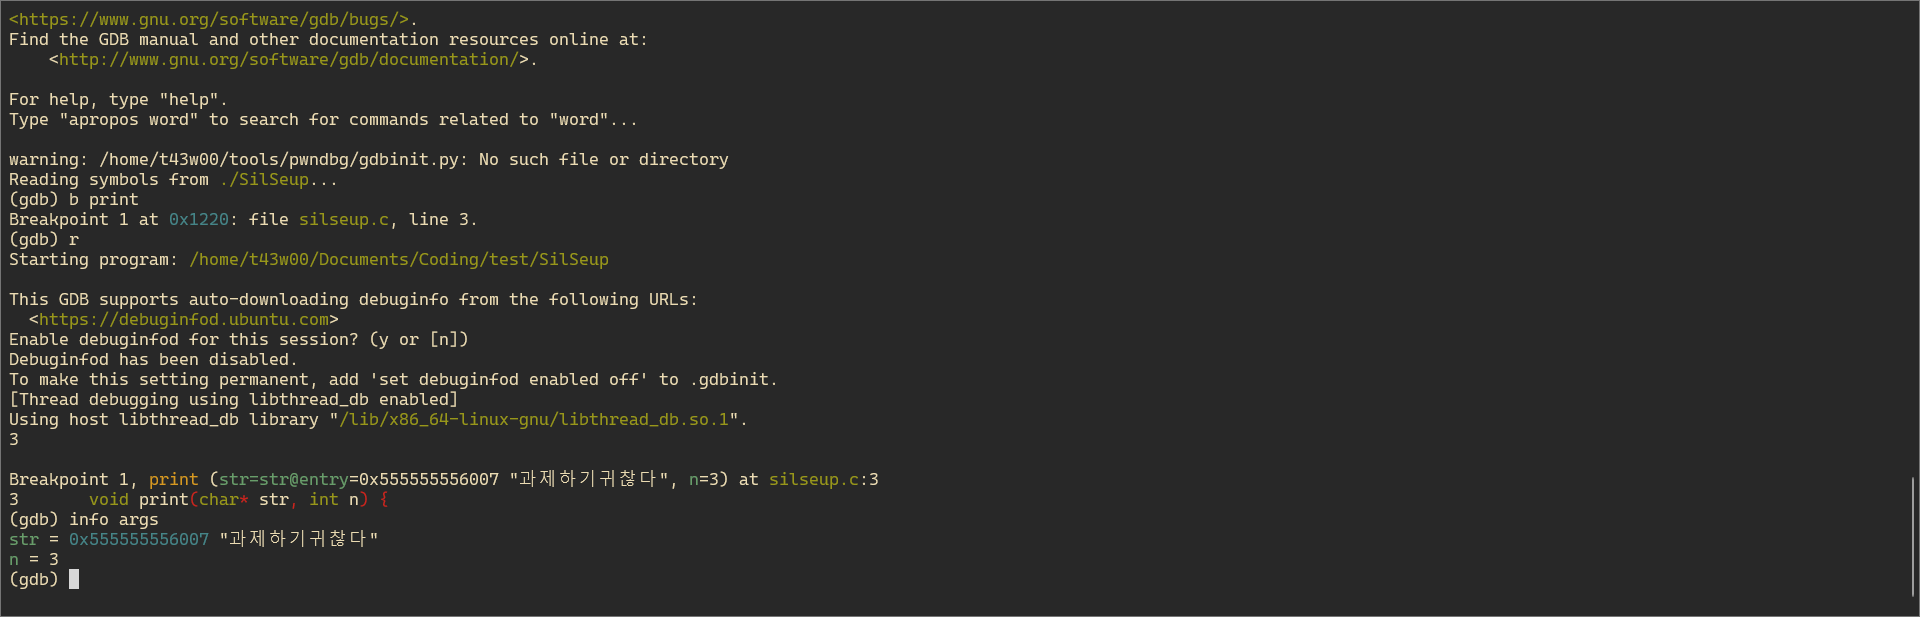 <https://www.gnu.org/software/gdb/bugs/>.
Find the GDB manual and other documentation resources online at:
    <http://www.gnu.org/software/gdb/documentation/>.

For help, type "help".
Type "apropos word" to search for commands related to "word"...

warning: /home/t43w00/tools/pwndbg/gdbinit.py: No such file or directory
Reading symbols from ./SilSeup...
(gdb) b print
Breakpoint 1 at 0x1220: file silseup.c, line 3.
(gdb) r
Starting program: /home/t43w00/Documents/Coding/test/SilSeup

This GDB supports auto-downloading debuginfo from the following URLs:
  <https://debuginfod.ubuntu.com>
Enable debuginfod for this session? (y or [n])
Debuginfod has been disabled.
To make this setting permanent, add 'set debuginfod enabled off' to .gdbinit.
[Thread debugging using libthread_db enabled]
Using host libthread_db library "/lib/x86_64-linux-gnu/libthread_db.so.1".
3

Breakpoint 1, print (str=str@entry=0x555555556007 "과제하기귀찮다", n=3) at silseup.c:3
3       void print(char* str, int n) {
(gdb) info args
str = 0x555555556007 "과제하기귀찮다"
n = 3
(gdb)